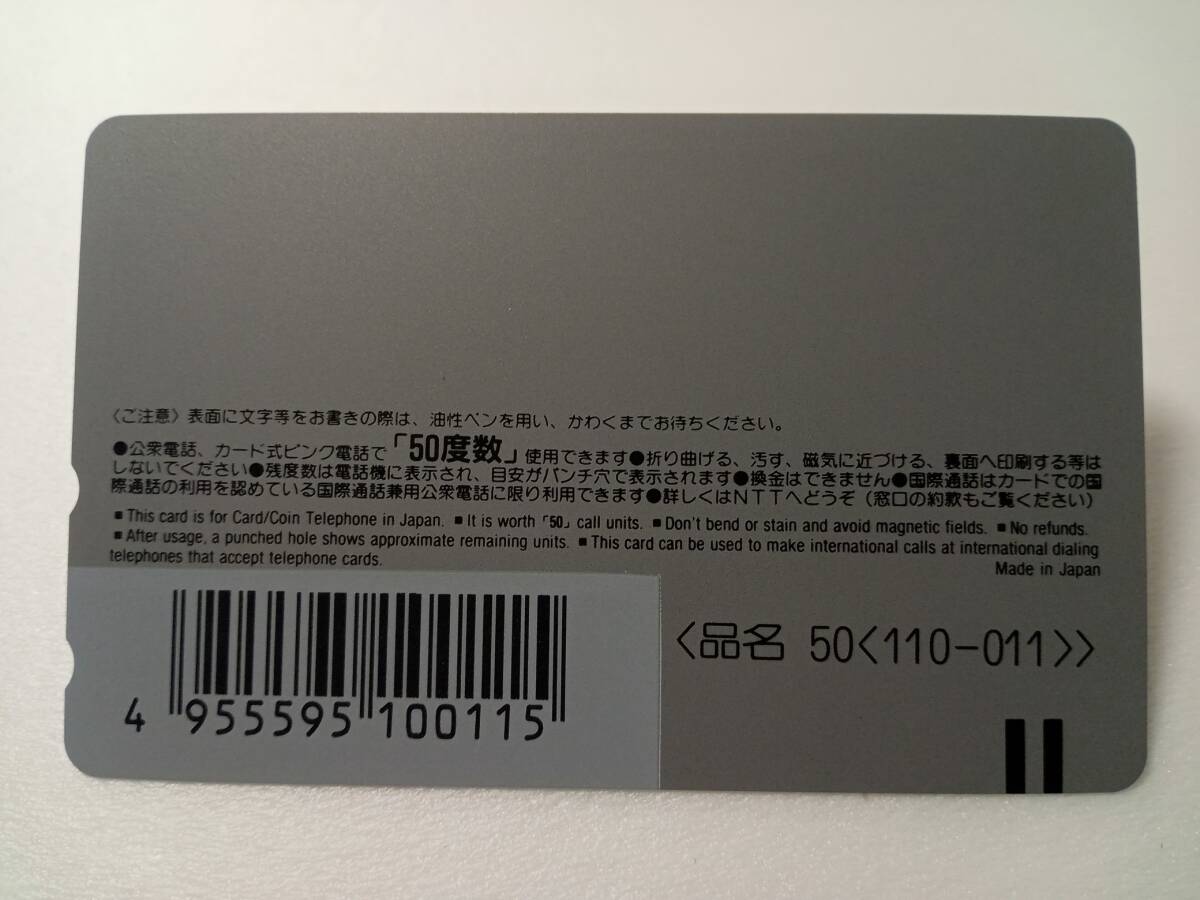 〈ご注意〉表面に文字等をお書きの際は、油性ペンを用い、かわくまでお待ちください。
●公衆電話、カード式ピンク電話で「50度数」使用できます●折り曲げる、汚す、磁気に近づける、裏面へ印刷する等は
しないでください●残度数は電話機に表示され、目安がパンチ穴で表示されます●換金はできません●国際通話はカードでの国
際通話の利用を認めている国際通話兼用公衆電話に限り利用できます●詳しくはNTTへどうぞ（窓口の約款もご覧ください）
■ This card is for Card/Coin Telephone in Japan. ■ It is worth「50」call units. ■ Don't bend or stain and avoid magnetic fields. ■ No refunds.
■ After usage, a punched hole shows approximate remaining units. ■ This card can be used to make international calls at international dialing
telephones that accept telephone cards.
Made in Japan
〈品名 50〈110-011〉〉
4 955595 100115